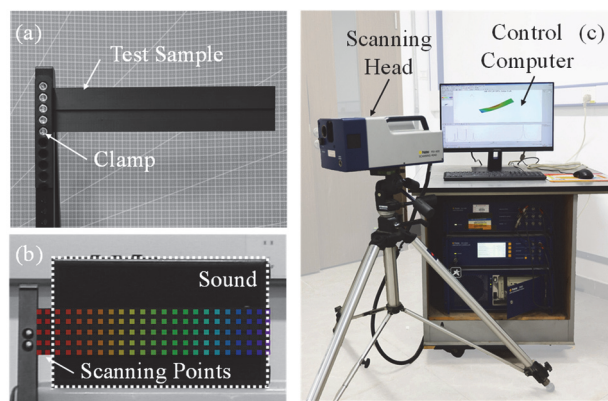 (a)
Test Sample
Clamp
(b)
Sound
Scanning Points
Scanning
Head
Control
Computer
(c)